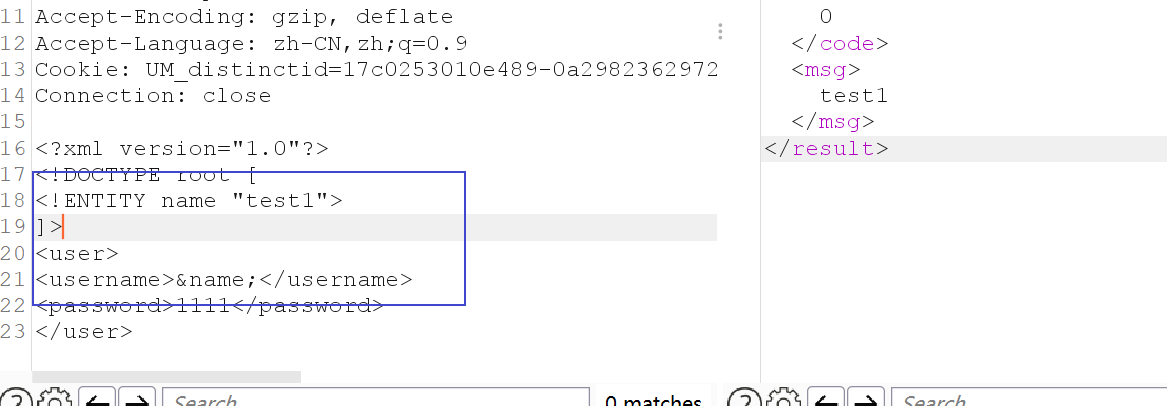 11 Accept-Encoding: gzip, deflate
12 Accept-Language: zh-CN,zh;q=0.9
13 Cookie: UM_distinctid=17c0253010e489-0a2982362972
14 Connection: close
15
16 <?xml version="1.0"?>
17 <!DOCTYPE root [
18 <!ENTITY name "test1">
19 ]>
20 <user>
21 <username>&name;</username>
22 <password>1111</password>
23 </user>
0
</code>
<msg>
test1
</msg>
</result>
Search
0 matches
Search